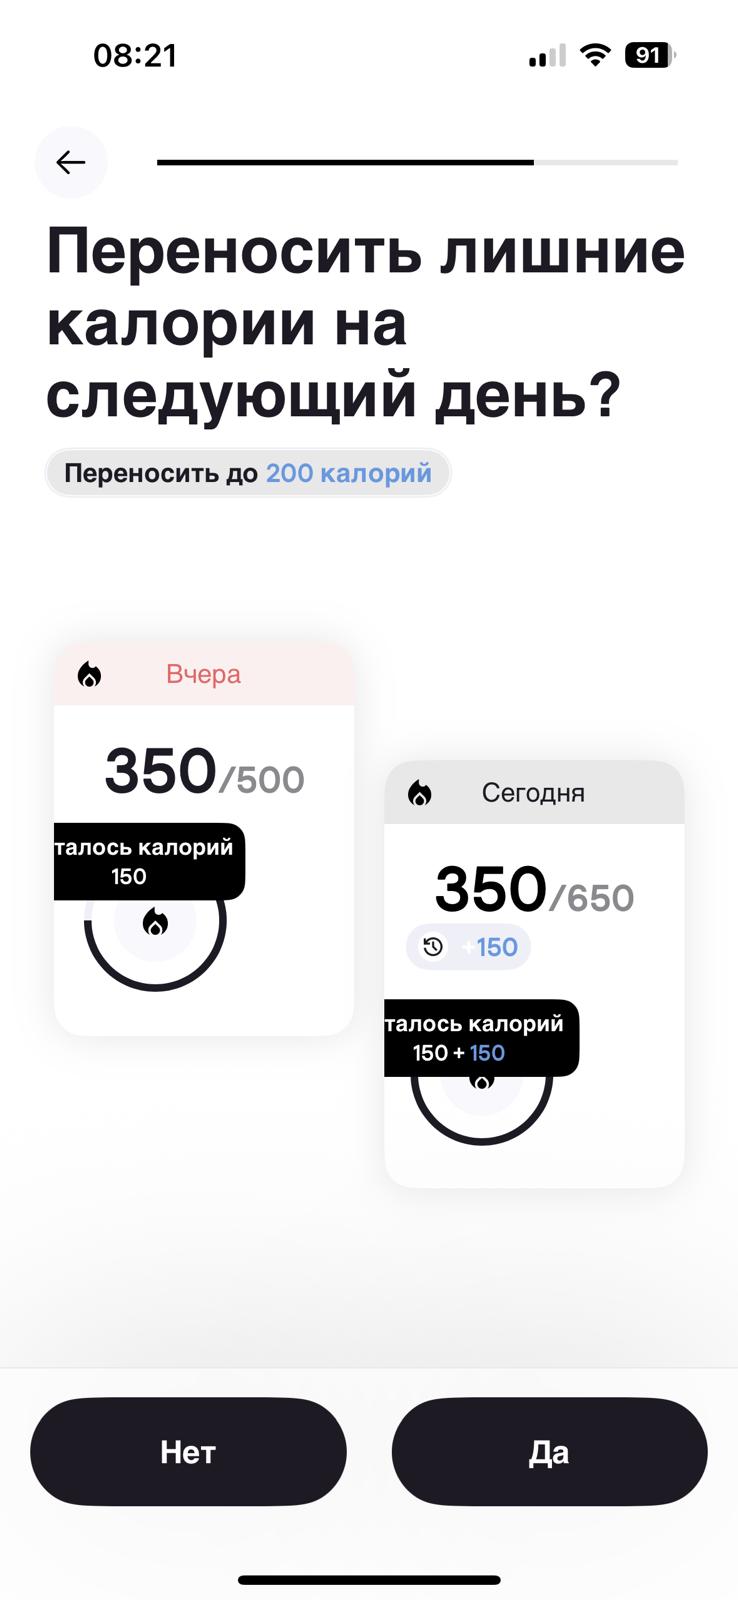 08:21
91
Переносить лишние
калории на
следующий день?
Переносить до 200 калорий
Вчера
350/500
талось калорий
150
Сегодня
350/650
+150
талось калорий
150 + 150
Нет
Да